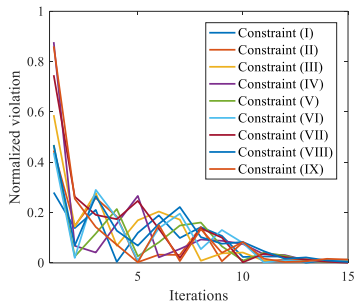 1
0.8
0.6
0.4
0.2
0
5
10
15
Normalized violation
Iterations
Constraint (I)
Constraint (II)
Constraint (III)
Constraint (IV)
Constraint (V)
Constraint (VI)
Constraint (VII)
Constraint (VIII)
Constraint (IX)